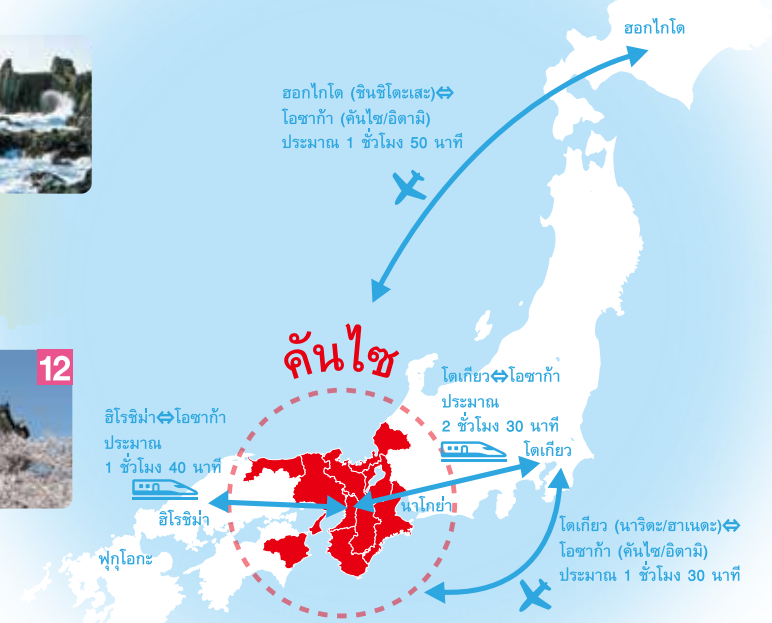 ฮอกไกโด
ฮอกไกโด (ชินชิโตะเสะ)⇔
โอซาก้า (คันไซ/อิตามิ)
ประมาณ 1 ชั่วโมง 50 นาที
คันไซ
12
โตเกียว⇔โอซาก้า
ประมาณ
2 ชั่วโมง 30 นาที
โตเกียว
ฮิโรชิม่า⇔โอซาก้า
ประมาณ
1 ชั่วโมง 40 นาที
ฮิโรชิม่า
นาโกย่า
ฟุกุโอกะ
โตเกียว (นาริตะ/ฮาเนดะ)⇔
โอซาก้า (คันไซ/อิตามิ)
ประมาณ 1 ชั่วโมง 30 นาที